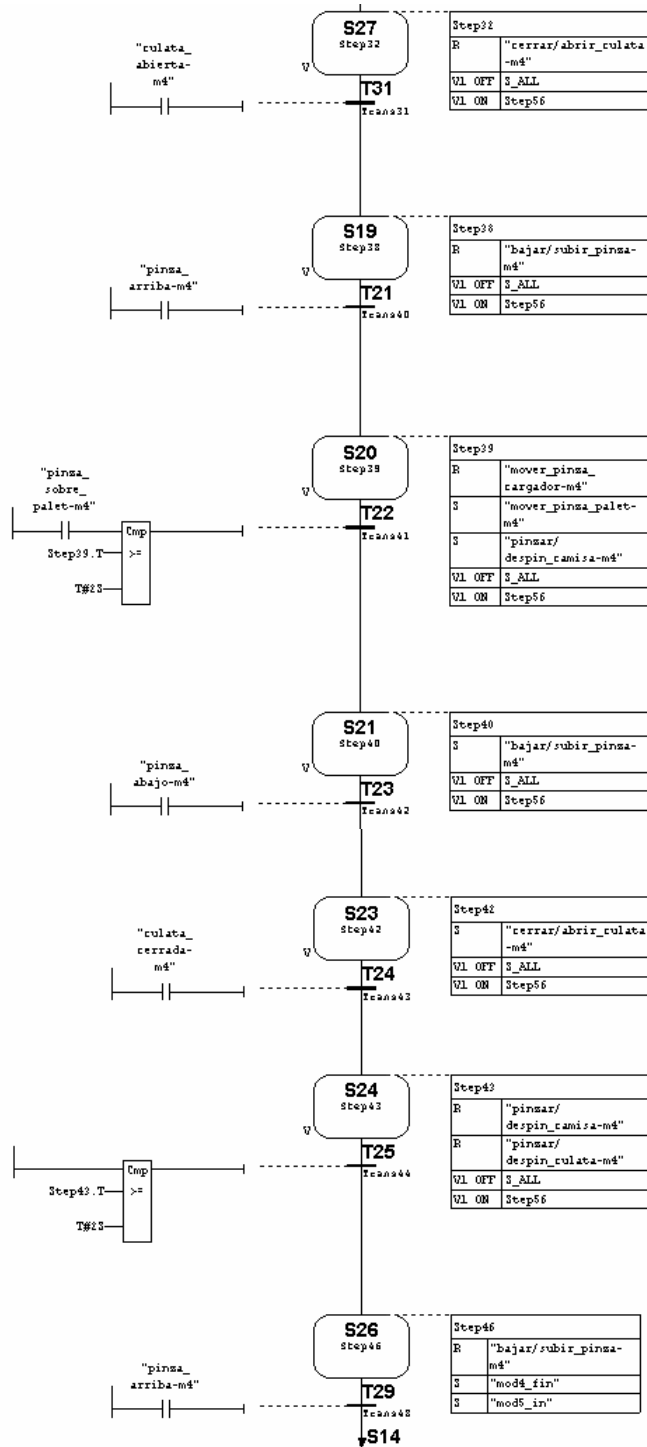 S27
Step32
V
"culata_
abierta-
m4"
T31
Trans31
Step32
R "cerrar/abrir_culata
-m4"
V1 OFF S_ALL
V1 ON Step56
S19
Step38
V
"pinza_
arriba-m4"
T21
Trans40
Step38
R "bajar/subir_pinza-
m4"
V1 OFF S_ALL
V1 ON Step56
S20
Step39
V
"pinza_
sobre_
palet-m4"
Cmp
Step39.T >=
T#2S
T22
Trans41
Step39
R "mover_pinza_
cargador-m4"
S "mover_pinza_palet-
m4"
S "pinzar/
despin_camisa-m4"
V1 OFF S_ALL
V1 ON Step56
S21
Step40
V
"pinza_
abajo-m4"
T23
Trans42
Step40
S "bajar/subir_pinza-
m4"
V1 OFF S_ALL
V1 ON Step56
S23
Step42
V
"culata_
cerrada-
m4"
T24
Trans43
Step42
S "cerrar/abrir_culata
-m4"
V1 OFF S_ALL
V1 ON Step56
S24
Step43
V
Cmp
Step43.T >=
T#2S
T25
Trans44
Step43
R "pinzar/
despin_camisa-m4"
R "pinzar/
despin_culata-m4"
V1 OFF S_ALL
V1 ON Step56
S26
Step46
"pinza_
arriba-m4"
T29
Trans48
S14
Step46
R "bajar/subir_pinza-
m4"
S "mod4_fin"
S "mod5_in"